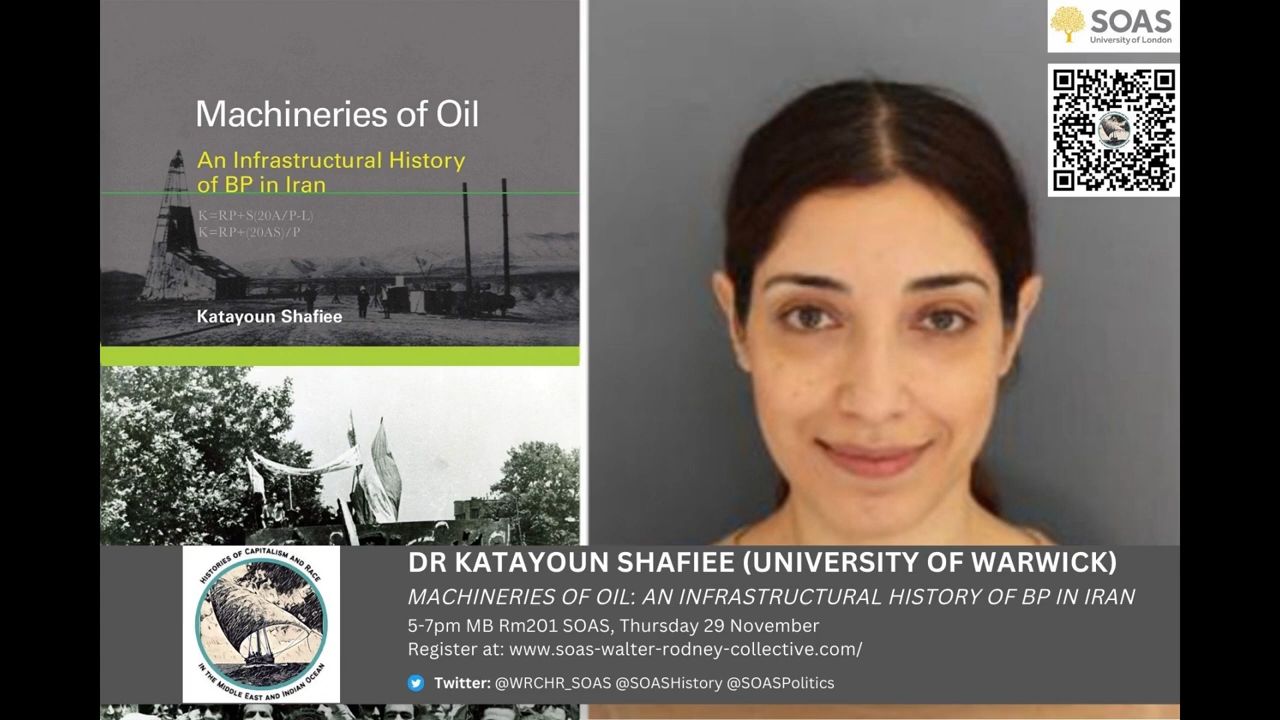 Machineries of Oil
An Infrastructural History
of BP in Iran
K=RP+S(20A/P-L)
K=RP+(20AS)/P
Katayoun Shafiee
SOAS
University of London
HISTORIES OF CAPITALISM AND RACE
IN THE MIDDLE EAST AND INDIAN OCEAN
DR KATAYOUN SHAFIEE (UNIVERSITY OF WARWICK)
MACHINERIES OF OIL: AN INFRASTRUCTURAL HISTORY OF BP IN IRAN
5-7pm MB Rm201 SOAS, Thursday 29 November
Register at: www.soas-walter-rodney-collective.com/
Twitter: @WRCHR_SOAS @SOASHistory @SOASPolitics